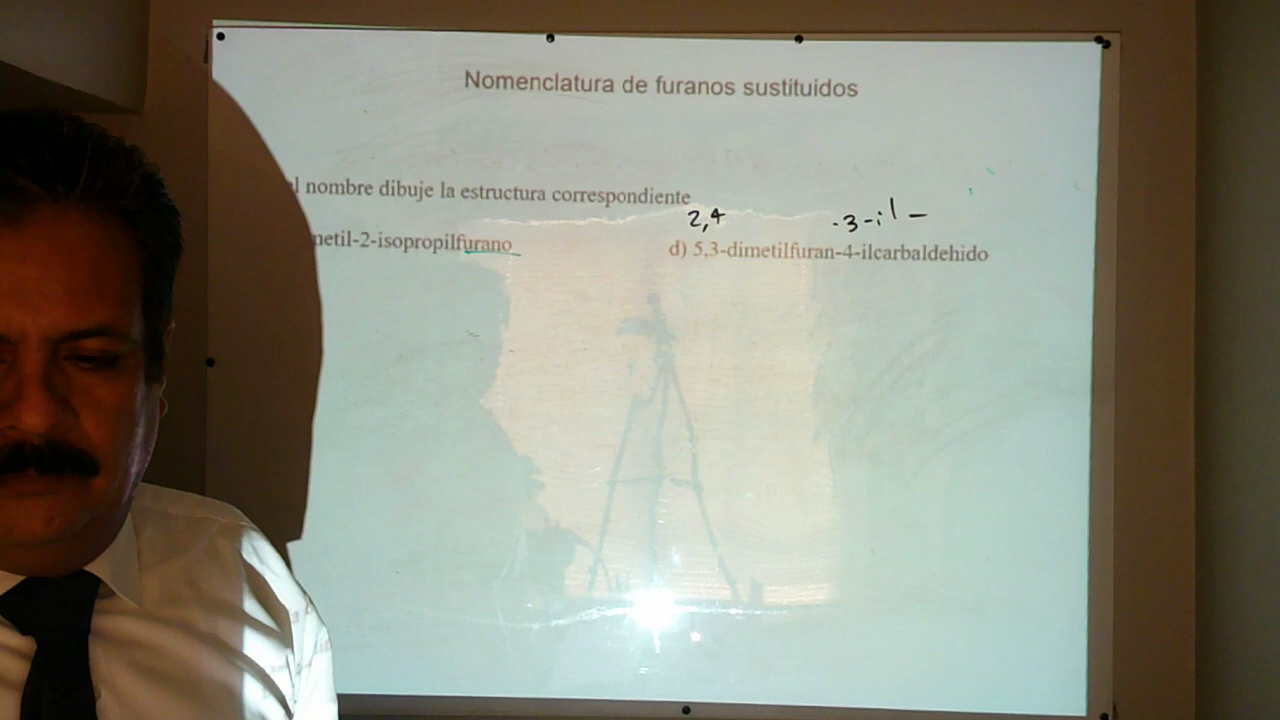 Nomenclatura de furanos sustituidos
l nombre dibuje la estructura correspondiente
2,4 -3-il-
netil-2-isopropilfurano d) 5,3-dimetilfuran-4-ilcarbaldehido